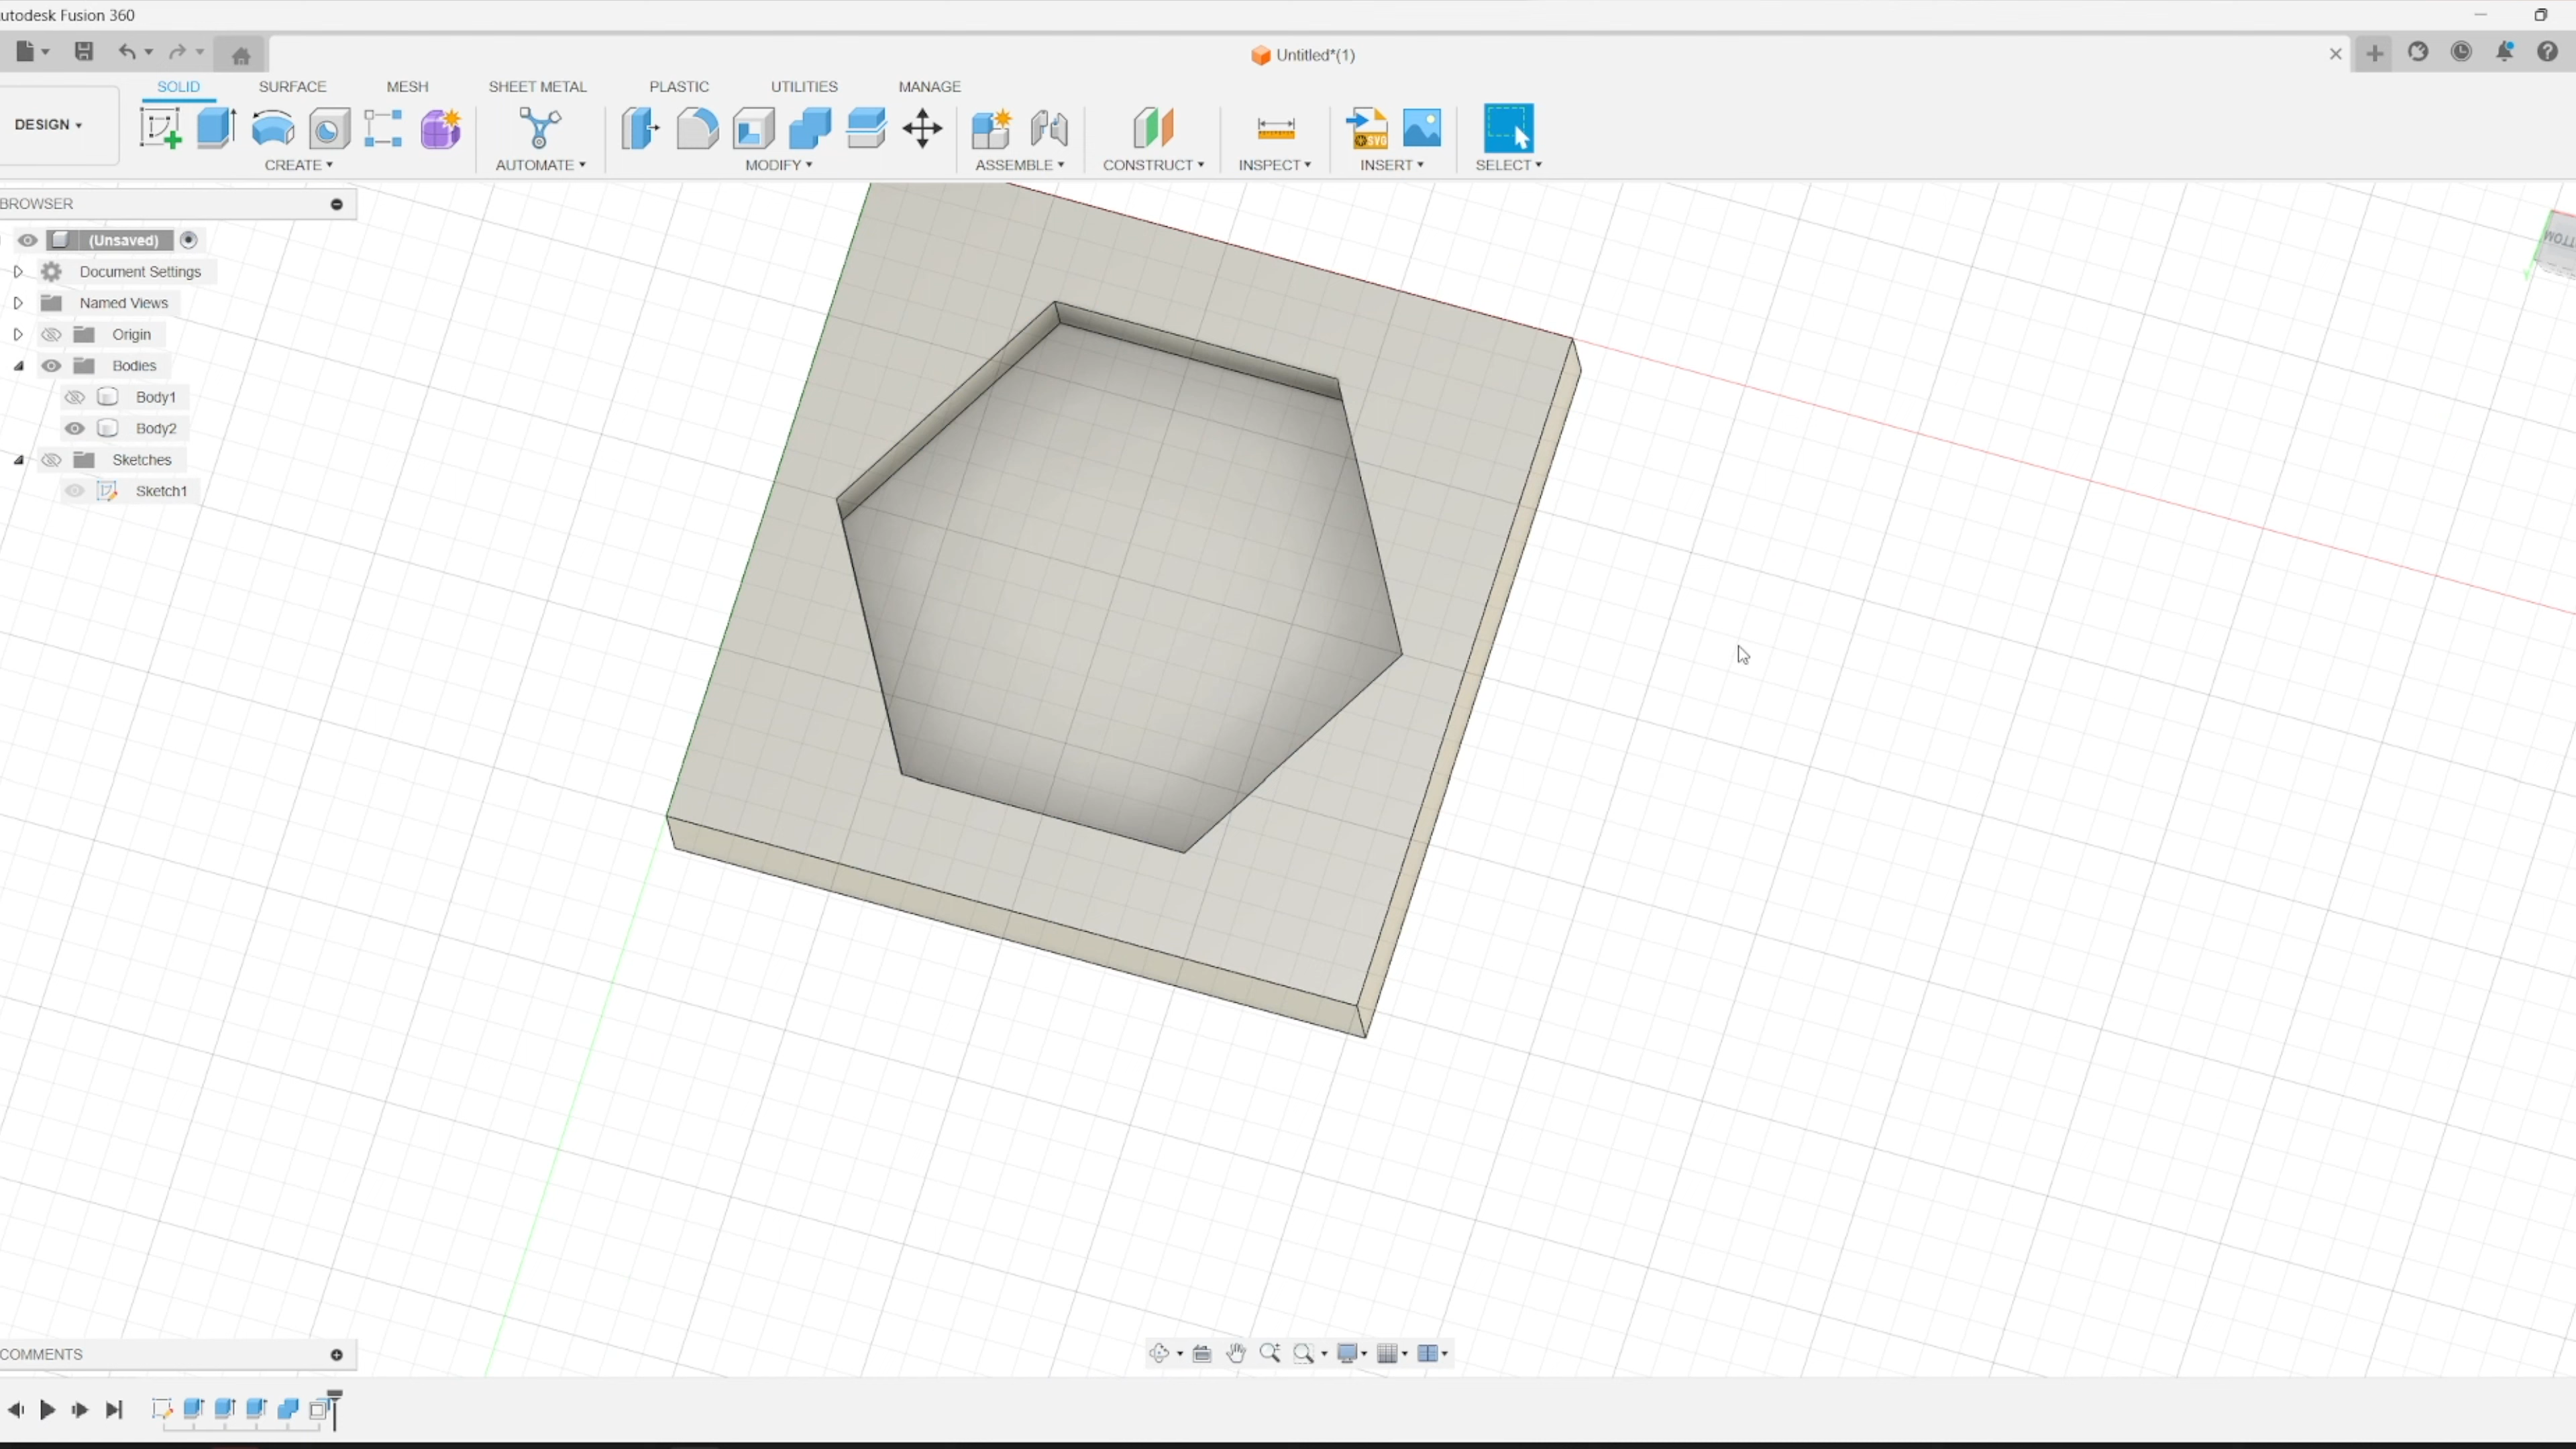 utodesk Fusion 360
Untitled*(1)
SOLID SURFACE MESH SHEET METAL PLASTIC UTILITIES MANAGE
DESIGN
CREATE AUTOMATE MODIFY ASSEMBLE CONSTRUCT INSPECT INSERT SELECT
BROWSER
(Unsaved)
Document Settings
Named Views
Origin
Bodies
Body1
Body2
Sketches
Sketch1
COMMENTS